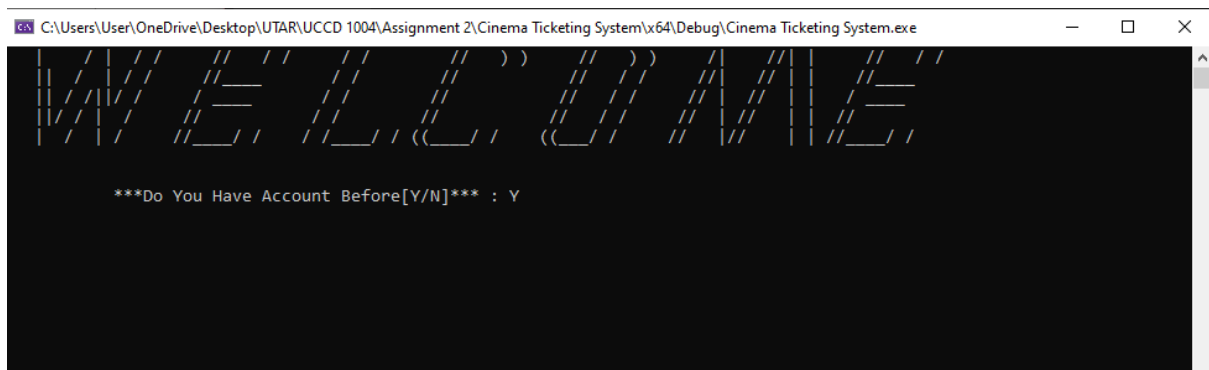 C:\Users\User\OneDrive\Desktop\UTAR\UCCD 1004\Assignment 2\Cinema Ticketing System\x64\Debug\Cinema Ticketing System.exe
WELCOME
***Do You Have Account Before[Y/N]*** : Y